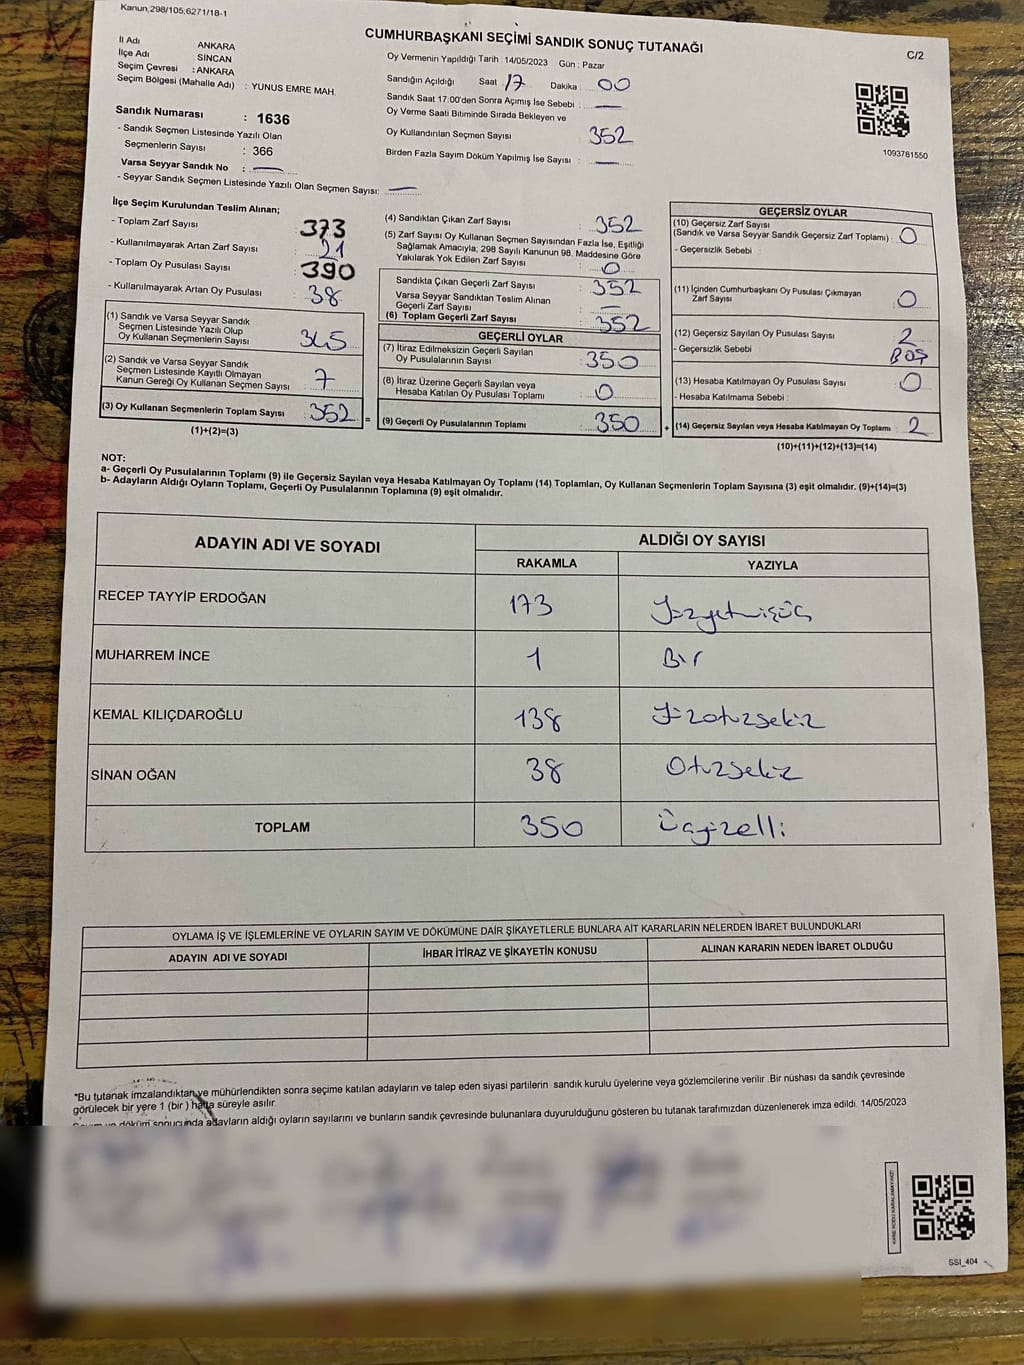 Kanun,298/105;6271/18-1
CUMHURBAŞKANI SEÇİMİ SANDIK SONUÇ TUTANAĞI
C/2
İl Adı ANKARA
İlçe Adı SİNCAN
Seçim Çevresi : ANKARA
Seçim Bölgesi (Mahalle Adı) : YUNUS EMRE MAH.
Oy Vermenin Yapıldığı Tarih : 14/05/2023 Gün : Pazar
Sandığın Açıldığı Saat 17 Dakika 00
Sandık Saat 17:00'den Sonra Açımış İse Sebebi : —
Oy Verme Saati Bitiminde Sırada Bekleyen ve
Oy Kullandırılan Seçmen Sayısı 352
Birden Fazla Sayım Döküm Yapılmış İse Sayısı : —
1093781550
Sandık Numarası : 1636
- Sandık Seçmen Listesinde Yazılı Olan
Seçmenlerin Sayısı : 366
Varsa Seyyar Sandık No : —
- Seyyar Sandık Seçmen Listesinde Yazılı Olan Seçmen Sayısı: —
İlçe Seçim Kurulundan Teslim Alınan;
- Toplam Zarf Sayısı : 373
- Kullanılmayarak Artan Zarf Sayısı : 21
- Toplam Oy Pusulası Sayısı : 390
- Kullanılmayarak Artan Oy Pusulası : 38
(1) Sandık ve Varsa Seyyar Sandık
Seçmen Listesinde Yazılı Olup
Oy Kullanan Seçmenlerin Sayısı : 345
(2) Sandık ve Varsa Seyyar Sandık
Seçmen Listesinde Kayıtlı Olmayan
Kanun Gereği Oy Kullanan Seçmen Sayısı : 7
(3) Oy Kullanan Seçmenlerin Toplam Sayısı : 352 =
(1)+(2)=(3)
(4) Sandıktan Çıkan Zarf Sayısı : 352
(5) Zarf Sayısı Oy Kullanan Seçmen Sayısından Fazla İse, Eşitliği
Sağlamak Amacıyla; 298 Sayılı Kanunun 98. Maddesine Göre
Yakılarak Yok Edilen Zarf Sayısı : 0
Sandıkta Çıkan Geçerli Zarf Sayısı : 352
Varsa Seyyar Sandıktan Teslim Alınan
Geçerli Zarf Sayısı : —
(6) Toplam Geçerli Zarf Sayısı : 352
GEÇERLİ OYLAR
(7) İtiraz Edilmeksizin Geçerli Sayılan
Oy Pusulalarının Sayısı : 350
(8) İtiraz Üzerine Geçerli Sayılan veya
Hesaba Katılan Oy Pusulası Toplamı : 0
(9) Geçerli Oy Pusulalarının Toplamı : 350 +
GEÇERSİZ OYLAR
(10) Geçersiz Zarf Sayısı
(Sandık ve Varsa Seyyar Sandık Geçersiz Zarf Toplamı) : 0
- Geçersizlik Sebebi
(11) İçinden Cumhurbaşkanı Oy Pusulası Çıkmayan
Zarf Sayısı : 0
(12) Geçersiz Sayılan Oy Pusulası Sayısı : 2
- Geçersizlik Sebebi : BOŞ
(13) Hesaba Katılmayan Oy Pusulası Sayısı : 0
- Hesaba Katılmama Sebebi :
(14) Geçersiz Sayılan veya Hesaba Katılmayan Oy Toplamı : 2
(10)+(11)+(12)+(13)=(14)
NOT:
a- Geçerli Oy Pusulalarının Toplamı (9) ile Geçersiz Sayılan veya Hesaba Katılmayan Oy Toplamı (14) Toplamları, Oy Kullanan Seçmenlerin Toplam Sayısına (3) eşit olmalıdır. (9)+(14)=(3)
b- Adayların Aldığı Oyların Toplamı, Geçerli Oy Pusulalarının Toplamına (9) eşit olmalıdır.
ADAYIN ADI VE SOYADI ALDIĞI OY SAYISI
RAKAMLA YAZIYLA
RECEP TAYYİP ERDOĞAN 173 Yüzyetmişüç
MUHARREM İNCE 1 Bir
KEMAL KILIÇDAROĞLU 138 Yüzotuzsekiz
SİNAN OĞAN 38 Otuzsekiz
TOPLAM 350 Üçyüzelli
OYLAMA İŞ VE İŞLEMLERİNE VE OYLARIN SAYIM VE DÖKÜMÜNE DAİR ŞİKAYETLERLE BUNLARA AİT KARARLARIN NELERDEN İBARET BULUNDUKLARI
ADAYIN ADI VE SOYADI İHBAR İTİRAZ VE ŞİKAYETİN KONUSU ALINAN KARARIN NEDEN İBARET OLDUĞU
*Bu tutanak imzalandıktan ve mühürlendikten sonra seçime katılan adayların ve talep eden siyasi partilerin sandık kurulu üyelerine veya gözlemcilerine verilir .Bir nüshası da sandık çevresinde
görülecek bir yere 1 (bir ) hafta süreyle asılır.
Sayım ve döküm sonucunda adayların aldığı oyların sayılarını ve bunların sandık çevresinde bulunanlara duyurulduğunu gösteren bu tutanak tarafımızdan düzenlenerek imza edildi. 14/05/2023
KARE KODU KARALAMAYINIZ!
SSI_404